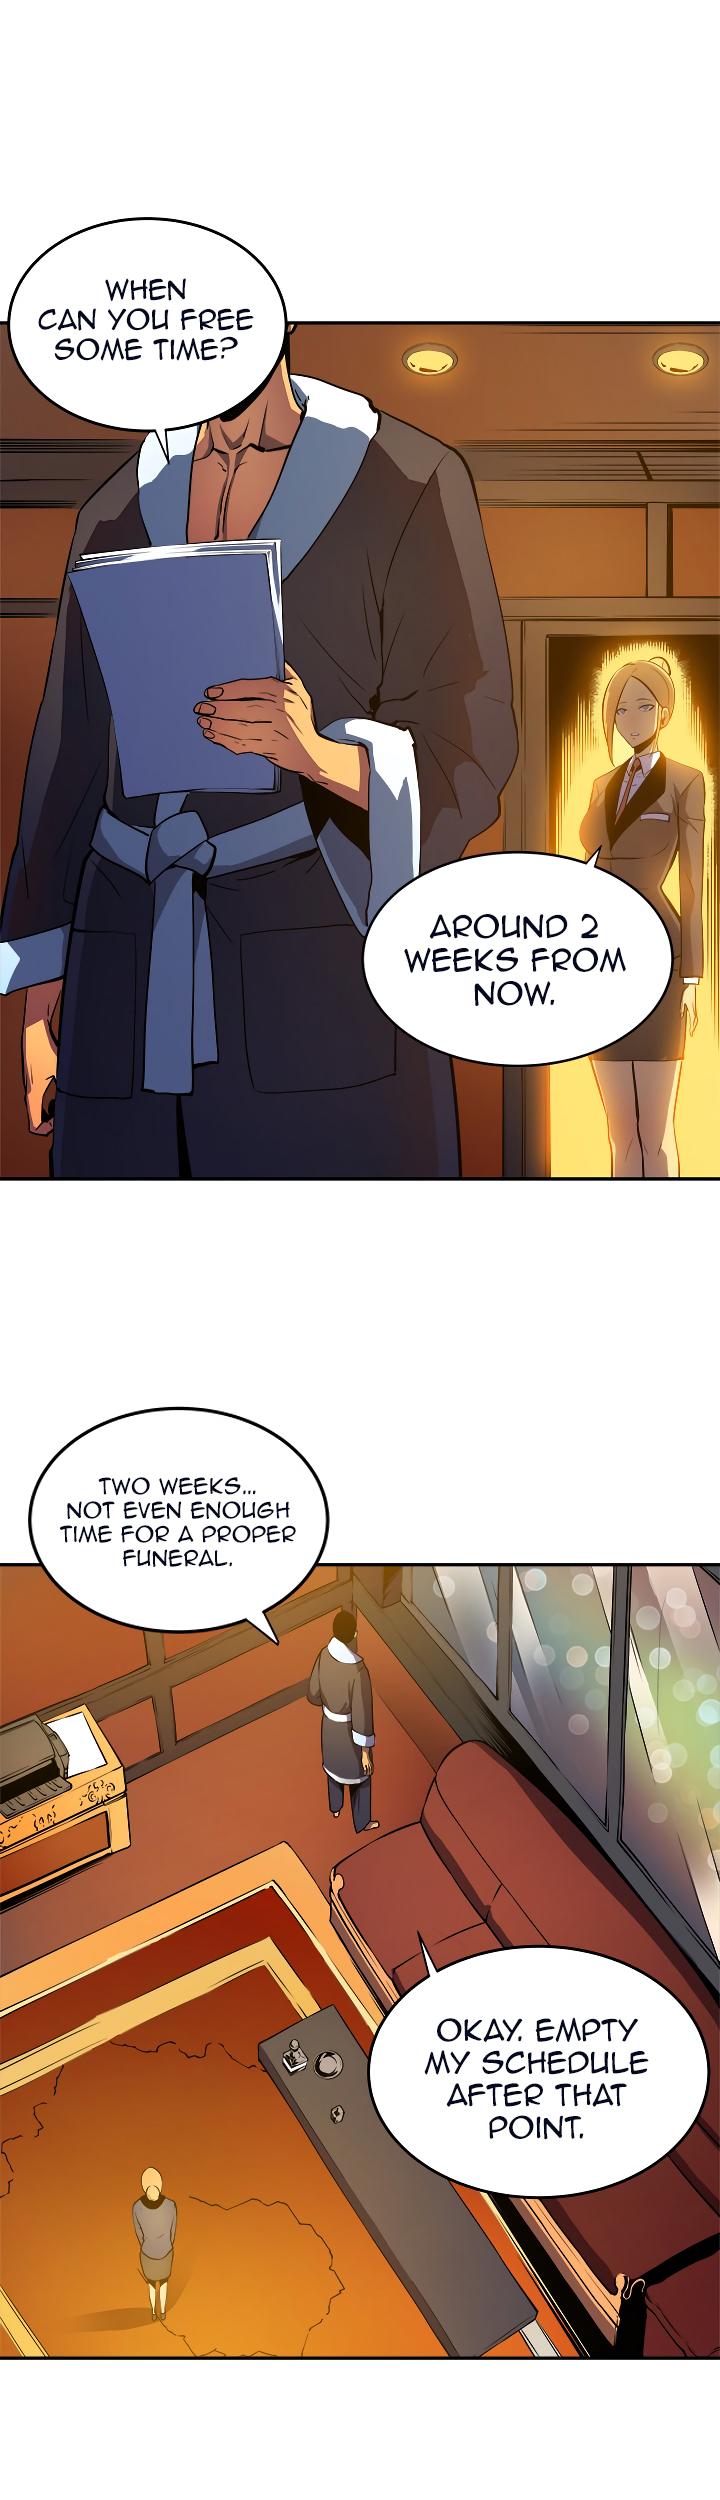 WHEN
CAN YOU FREE
SOME TIME?
AROUND 2
WEEKS FROM
NOW.
TWO WEEKS...
NOT EVEN ENOUGH
TIME FOR A PROPER
FUNERAL.
OKAY. EMPTY
MY SCHEDULE
AFTER THAT
POINT.